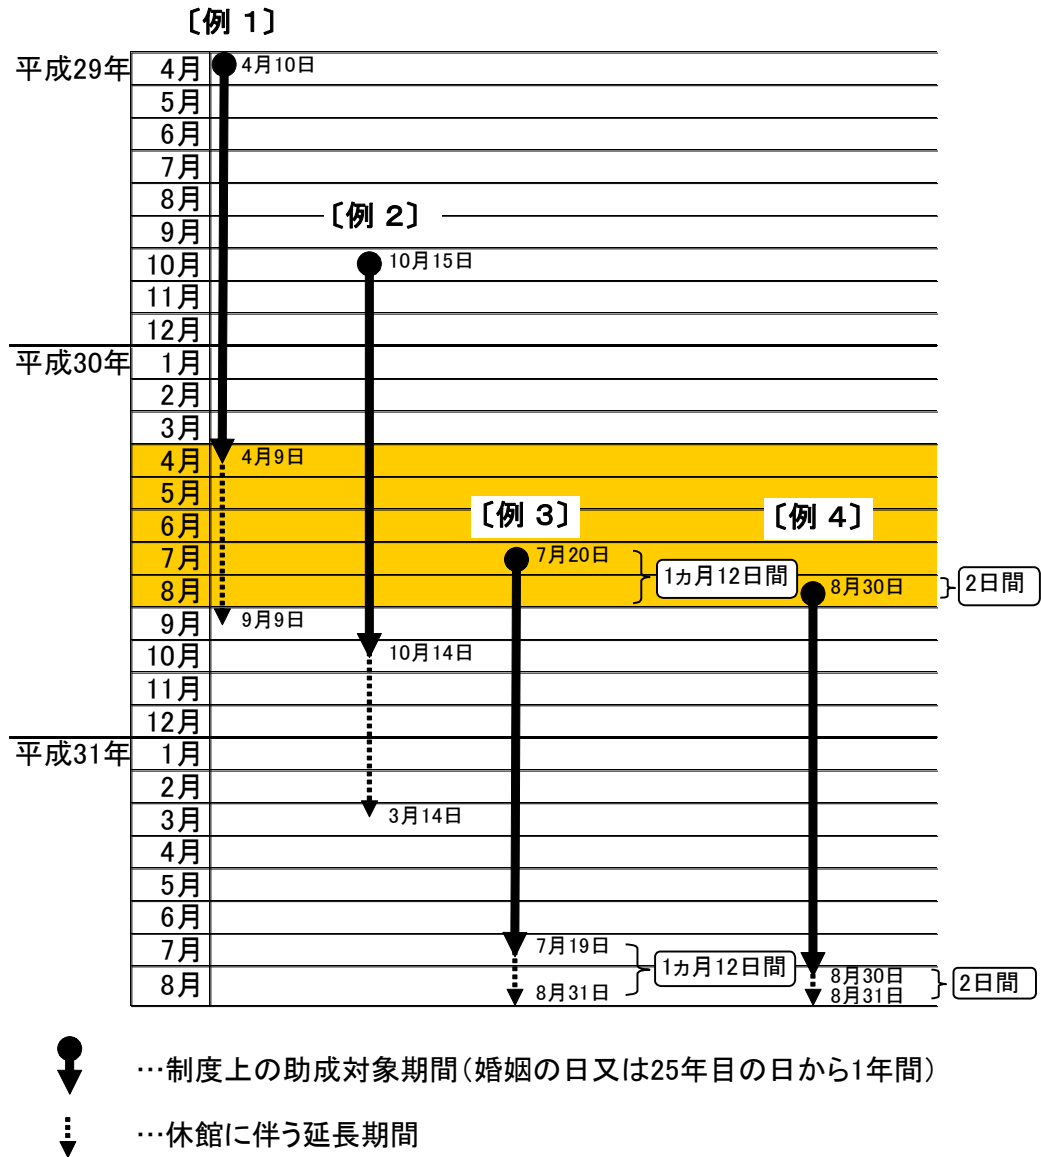 〔例 1〕
平成29年
4月
4月10日
5月
6月
7月
8月
〔例 2〕
9月
10月
10月15日
11月
12月
平成30年
1月
2月
3月
4月
4月9日
5月
〔例 3〕
〔例 4〕
6月
7月
7月20日
1ヵ月12日間
8月
8月30日
2日間
9月
9月9日
10月
10月14日
11月
12月
平成31年
1月
2月
3月
3月14日
4月
5月
6月
7月
7月19日
1ヵ月12日間
8月
8月31日
8月30日
8月31日
2日間
…制度上の助成対象期間（婚姻の日又は25年目の日から1年間）
…休館に伴う延長期間